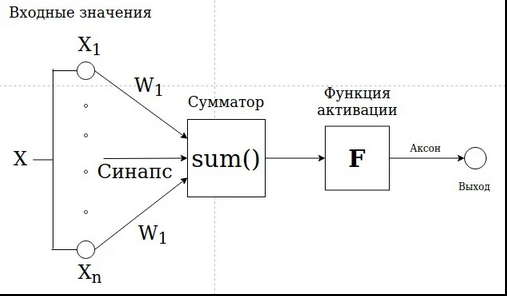 Входные значения
X1
W1
Сумматор
Функция
активации
X
Синапс
sum()
F
Аксон
Выход
W1
Xn